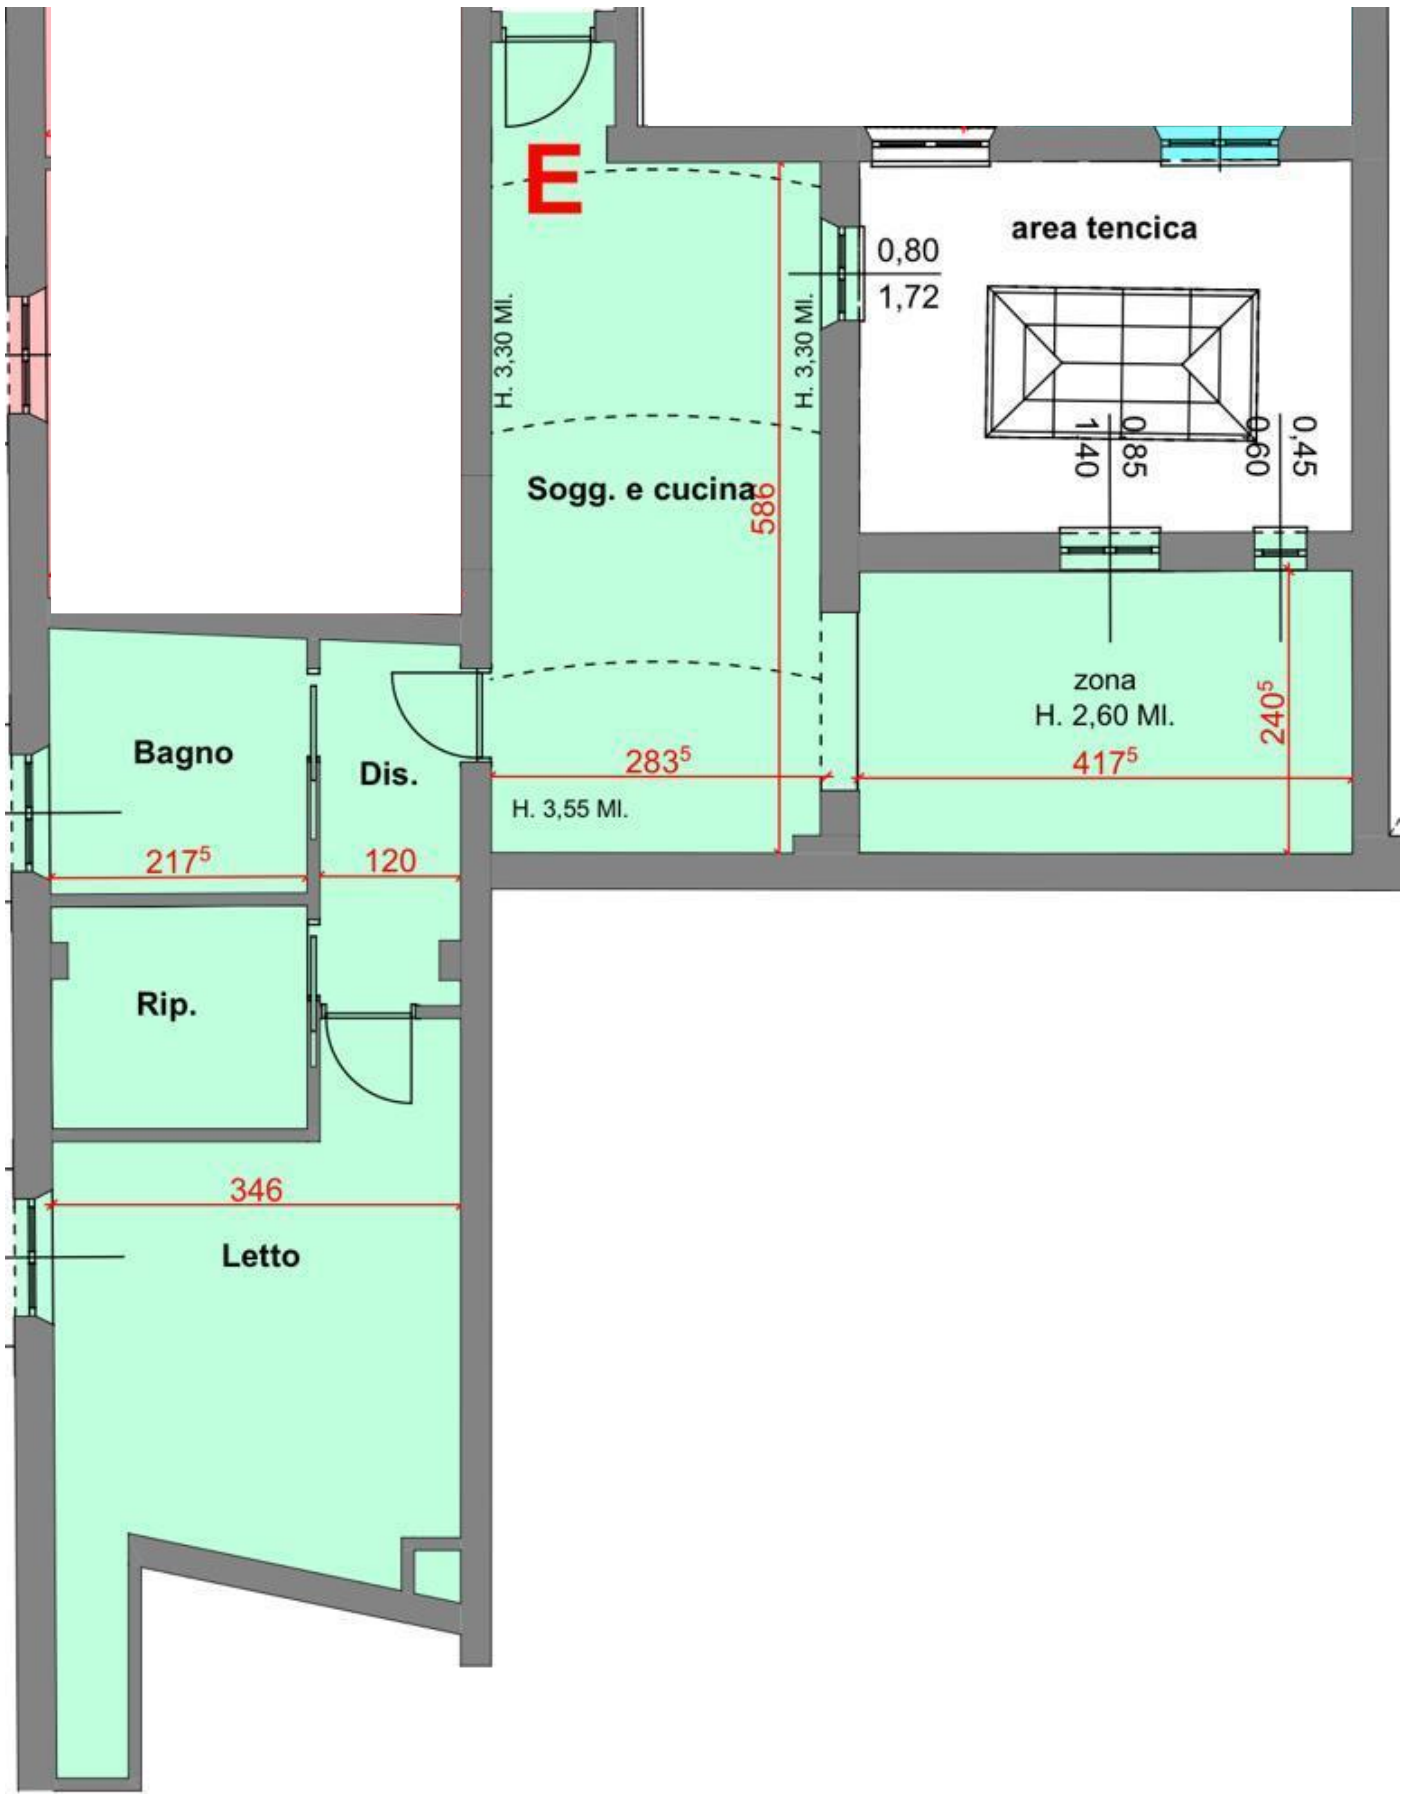 E
area tencica
0,80
1,72
H. 3,30 Ml.
H. 3,30 Ml.
0,85
1,40
0,45
0,60
Sogg. e cucina
586
zona
H. 2,60 Ml.
240⁵
Bagno
Dis.
283⁵
417⁵
H. 3,55 Ml.
217⁵
120
Rip.
346
Letto